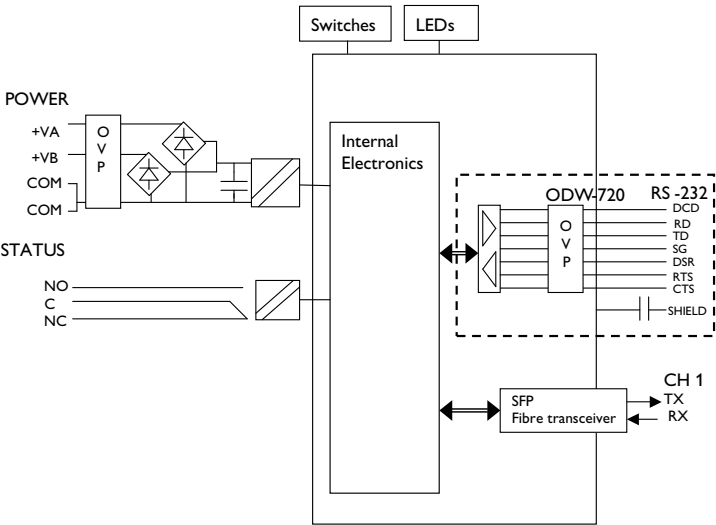 Switches
LEDs
POWER
+VA
+VB
COM
COM
O
V
P
Internal
Electronics
STATUS
NO
C
NC
ODW-720
RS -232
O
V
P
DCD
RD
TD
SG
DSR
RTS
CTS
SHIELD
SFP
Fibre transceiver
CH 1
TX
RX